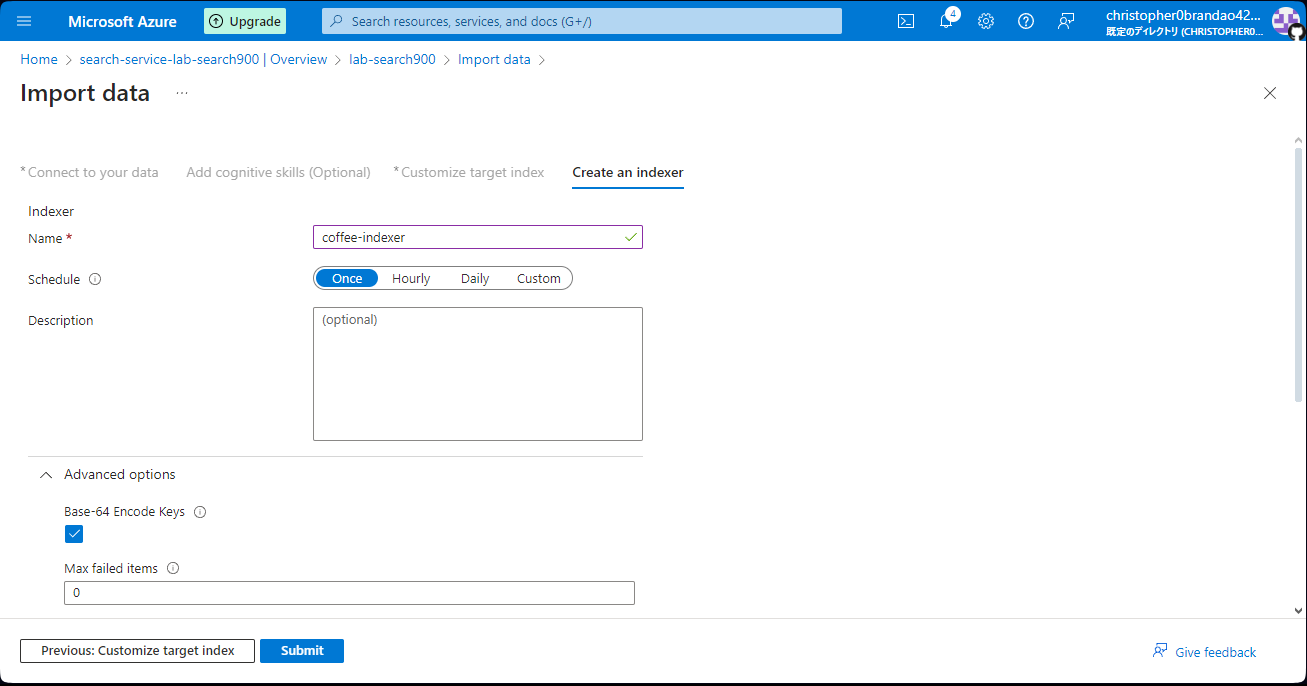 Microsoft Azure
Upgrade
Search resources, services, and docs (G+/)
4
christopher0brandao42...
既定のディレクトリ (CHRISTOPHER0...
Home > search-service-lab-search900 | Overview > lab-search900 > Import data >
Import data ...
* Connect to your data Add cognitive skills (Optional) * Customize target index Create an indexer
Indexer
Name * coffee-indexer
Schedule Once Hourly Daily Custom
Description (optional)
Advanced options
Base-64 Encode Keys
Max failed items
0
Previous: Customize target index Submit Give feedback